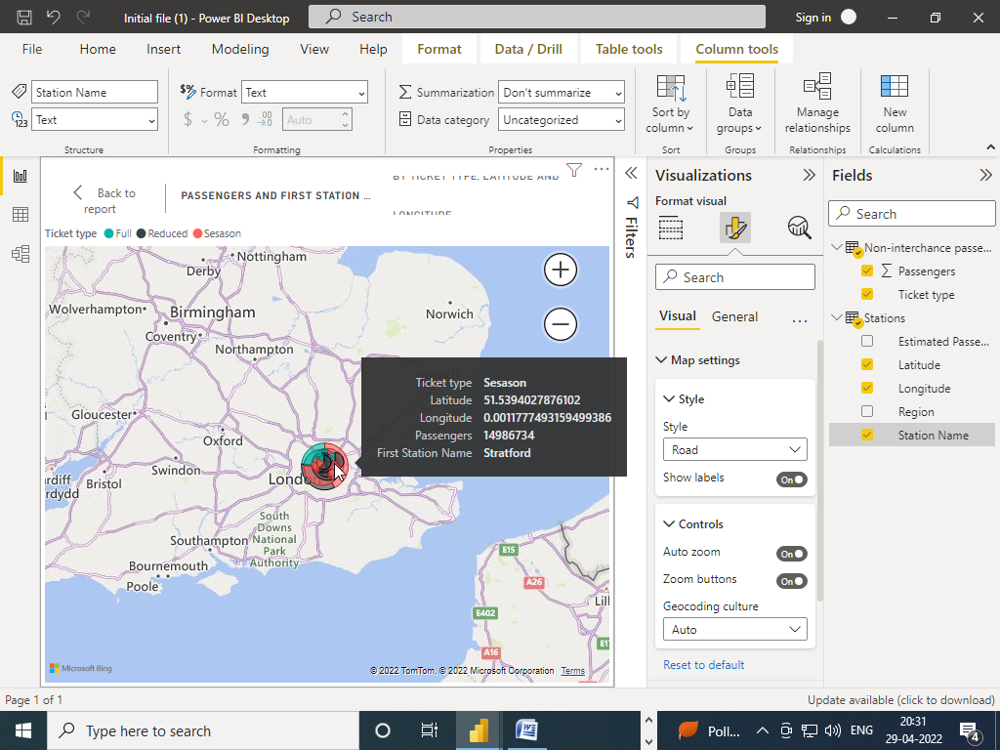 Initial file (1) - Power BI Desktop
Search
Sign in
File
Home
Insert
Modeling
View
Help
Format
Data / Drill
Table tools
Column tools
Station Name
$% Format
Text
Summarization
Don't summarize
Sort by
column
Data
groups
Manage
relationships
New
column
123
Text
$
%
Auto
Data category
Uncategorized
Structure
Formatting
Properties
Sort
Groups
Relationships
Calculations
Back to
report
PASSENGERS AND FIRST STATION ...
BY TICKET TYPE, LATITUDE AND
LONGITUDE
Ticket type
Full
Reduced
Season
Nottingham
Derby
Wolverhampton
Birmingham
Norwich
Coventry
Northampton
Gloucester
Oxford
Swindon
London
ardiff
rdydd
Bristol
South
Downs
National
Park
Authority
Southampton
Bournemouth
Poole
E15
A26
Lill
E402
E1
A16
Ticket type Sesason
Latitude 51.5394027876102
Longitude 0.0011777493159499386
Passengers 14986734
First Station Name Stratford
Microsoft Bing
© 2022 TomTom, © 2022 Microsoft Corporation Terms
Filters
Visualizations
Format visual
Search
Visual
General
...
Map settings
Style
Style
Road
Show labels
On
Controls
Auto zoom
On
Zoom buttons
On
Geocoding culture
Auto
Reset to default
Fields
Search
Non-interchance passe...
Passengers
Ticket type
Stations
Estimated Passe...
Latitude
Longitude
Region
Station Name
Page 1 of 1
Update available (click to download)
Type here to search
Poll...
ENG
20:31
29-04-2022
4